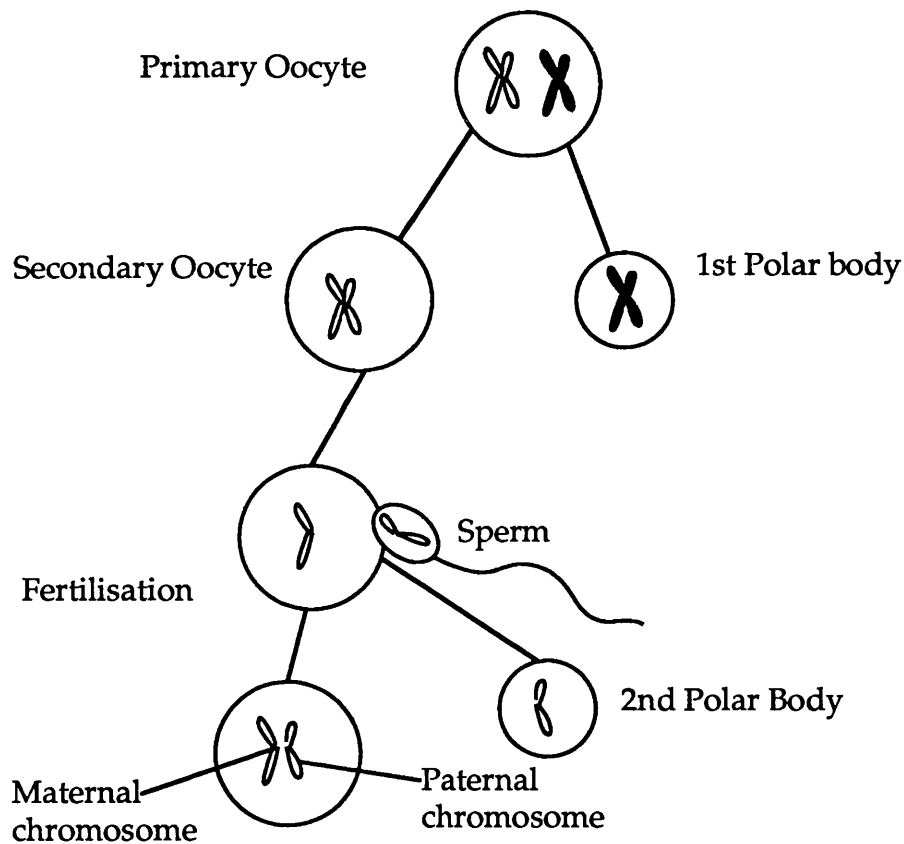 Primary Oocyte
Secondary Oocyte
1st Polar body
Sperm
Fertilisation
2nd Polar Body
Maternal
chromosome
Paternal
chromosome